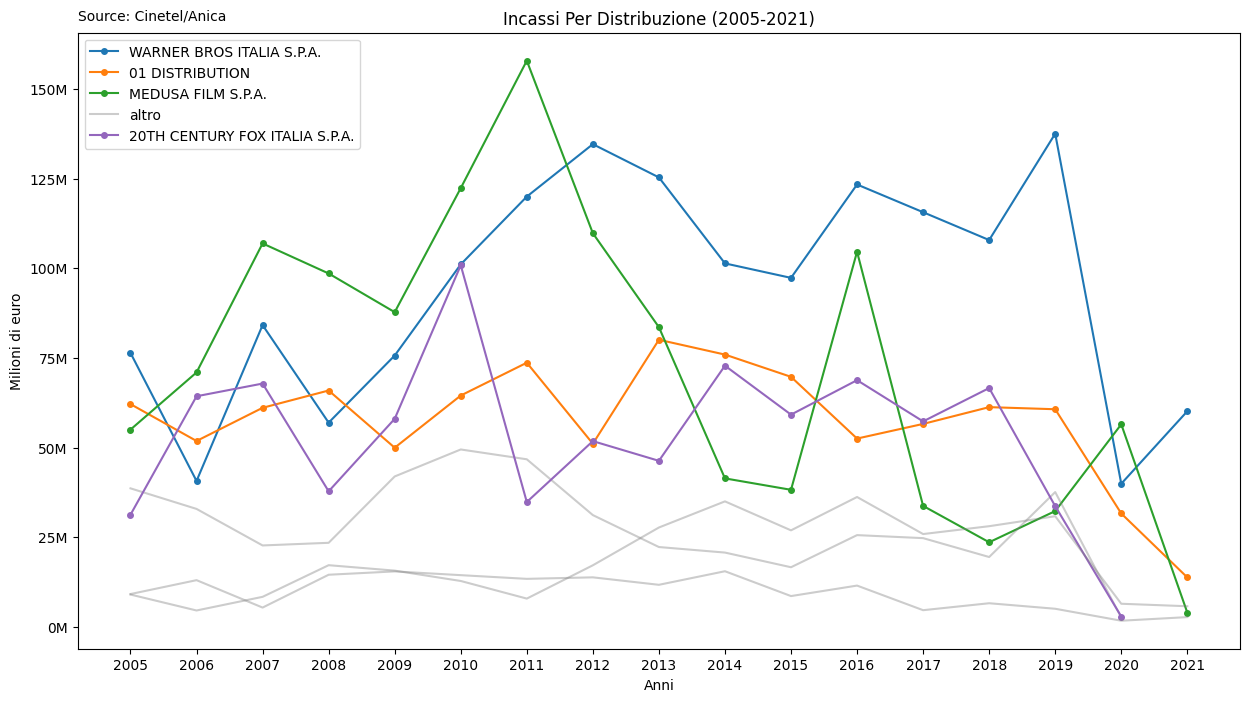 Source: Cinetel/Anica
Incassi Per Distribuzione (2005-2021)
WARNER BROS ITALIA S.P.A.
01 DISTRIBUTION
MEDUSA FILM S.P.A.
altro
20TH CENTURY FOX ITALIA S.P.A.
150M
125M
100M
75M
50M
25M
0M
Milioni di euro
2005 2006 2007 2008 2009 2010 2011 2012 2013 2014 2015 2016 2017 2018 2019 2020 2021
Anni